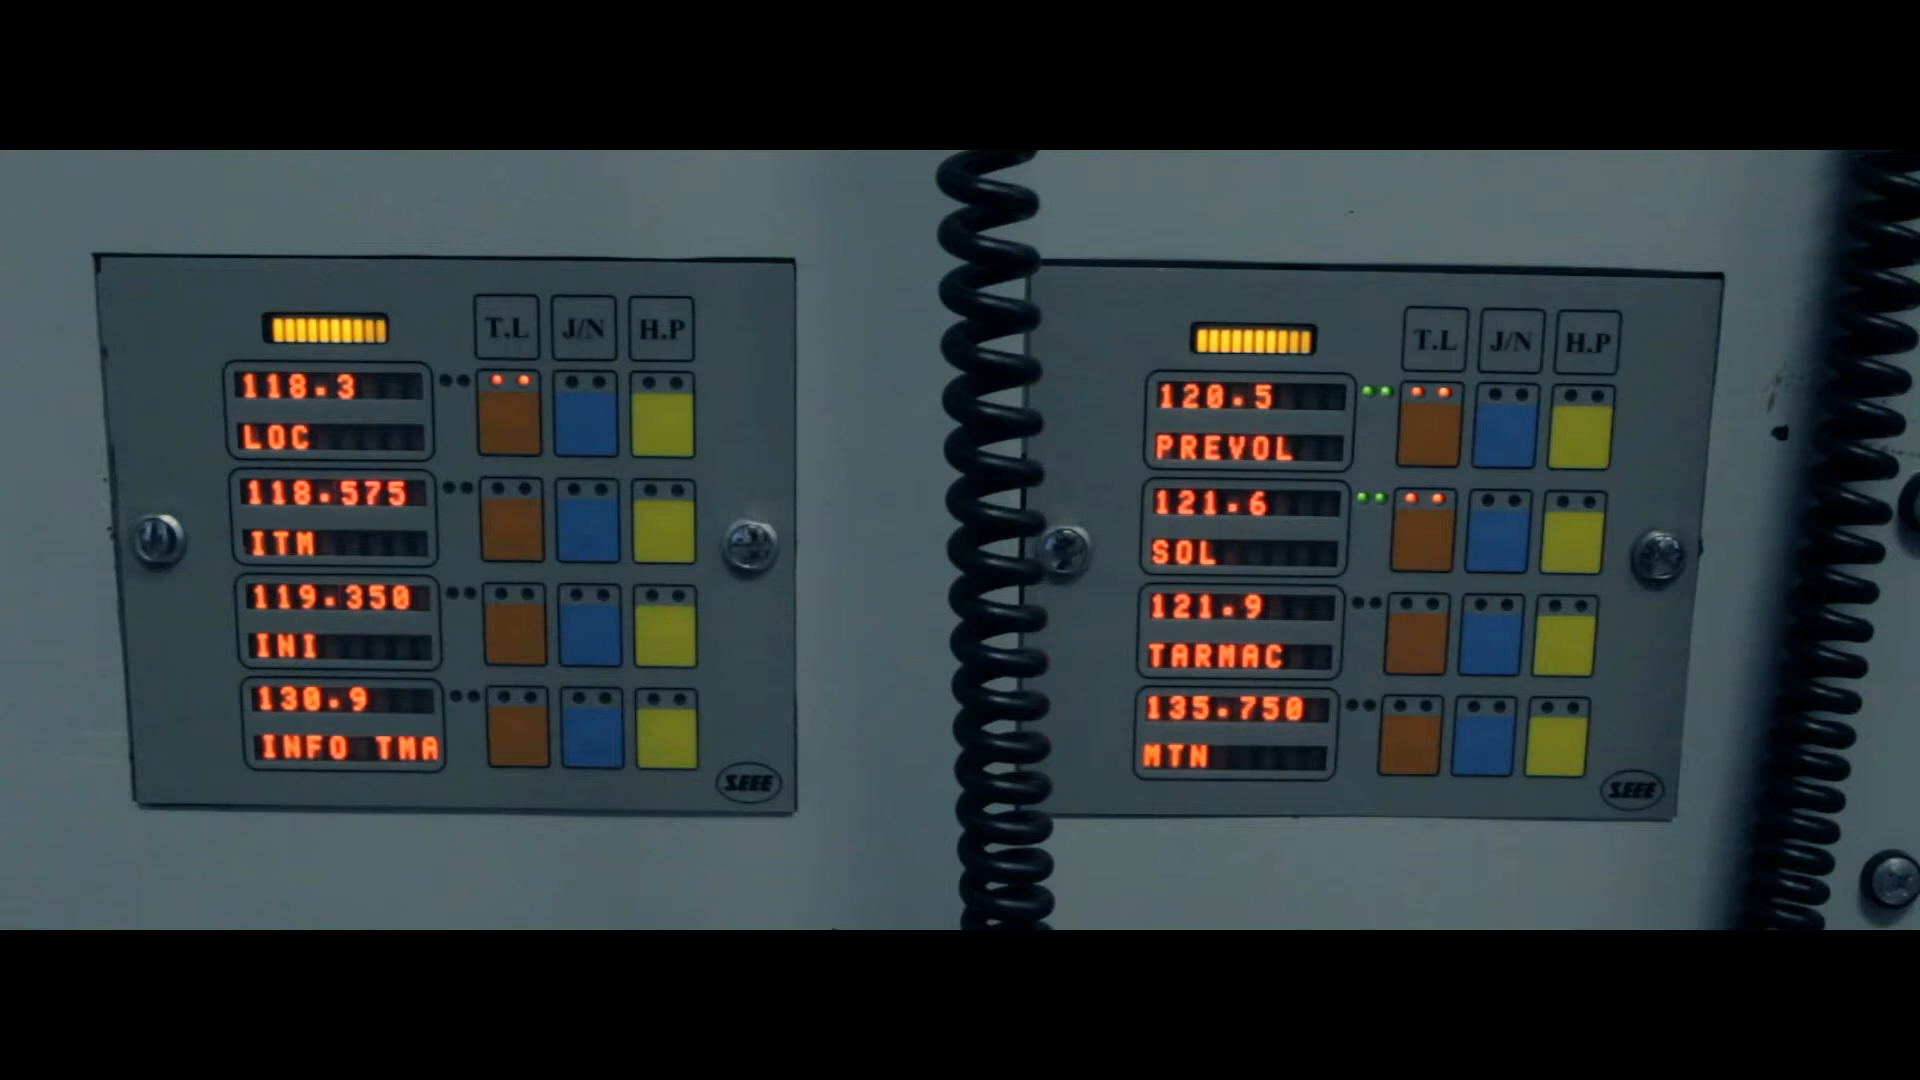 T.L J/N H.P
118.3
LOC
118.575
ITM
119.350
INI
130.9
INFO TMA
SEEE
T.L J/N H.P
120.5
PREVOL
121.6
SOL
121.9
TARMAC
135.750
MTN
SEEE